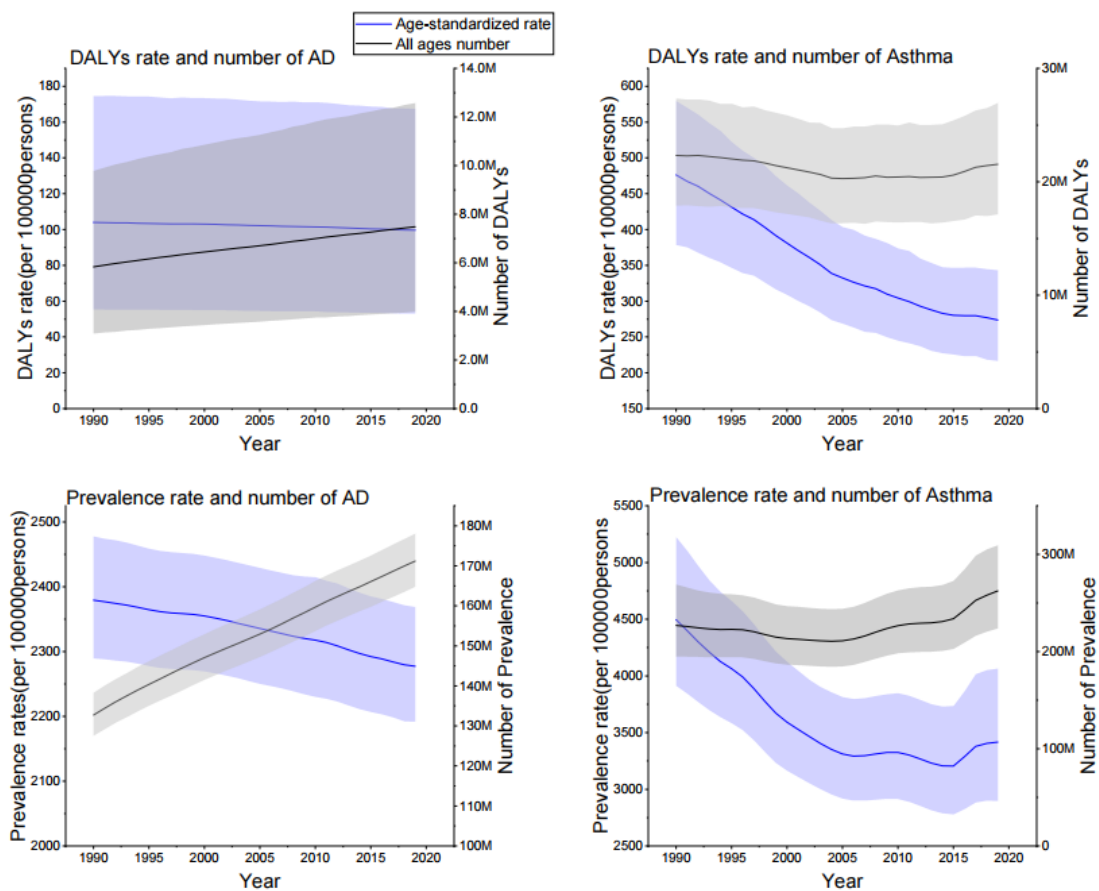 Age-standardized rate
All ages number
DALYs rate and number of AD
DALYs rate(per 100000persons)
180
160
140
120
100
80
60
40
20
0
14.0M
12.0M
10.0M
8.0M
6.0M
4.0M
2.0M
0.0
Number of DALYs
1990 1995 2000 2005 2010 2015 2020
Year
DALYs rate and number of Asthma
DALYs rate(per 100000persons)
600
550
500
450
400
350
300
250
200
150
30M
20M
10M
0
Number of DALYs
1990 1995 2000 2005 2010 2015 2020
Year
Prevalence rate and number of AD
Prevalence rates(per 100000persons)
2500
2400
2300
2200
2100
2000
180M
170M
160M
150M
140M
130M
120M
110M
100M
Number of Prevalence
1990 1995 2000 2005 2010 2015 2020
Year
Prevalence rate and number of Asthma
Prevalence rate(per 100000persons)
5500
5000
4500
4000
3500
3000
2500
300M
200M
100M
0
Number of Prevalence
1990 1995 2000 2005 2010 2015 2020
Year